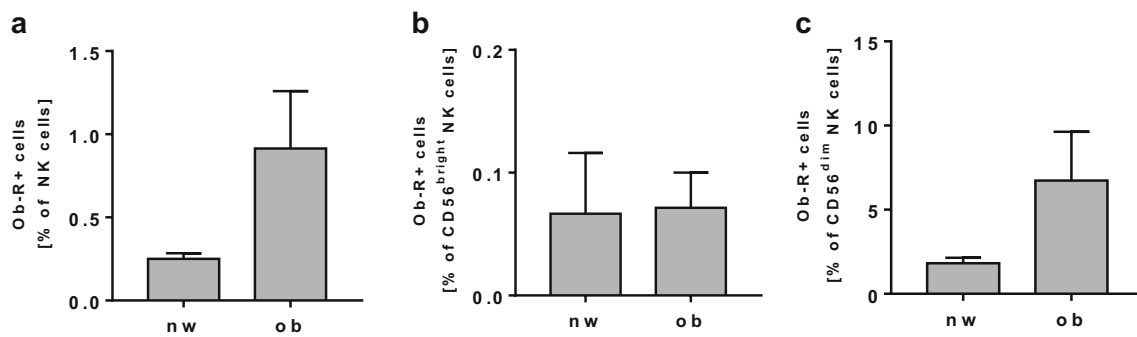 a
Ob-R+ cells
[% of NK cells]
1.5
1.0
0.5
0.0
nw
ob
b
Ob-R+ cells
[% of CD56bright NK cells]
0.2
0.1
0.0
nw
ob
c
Ob-R+ cells
[% of CD56dim NK cells]
15
10
5
0
nw
ob